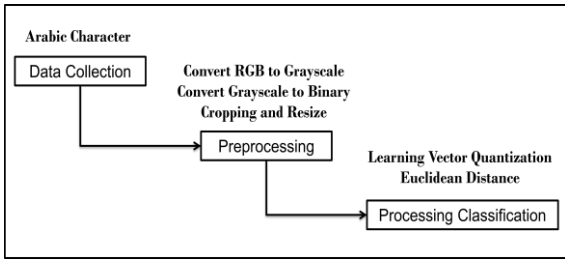 Arabic Character
Data Collection
Convert RGB to Grayscale
Convert Grayscale to Binary
Cropping and Resize
Preprocessing
Learning Vector Quantization
Euclidean Distance
Processing Classification